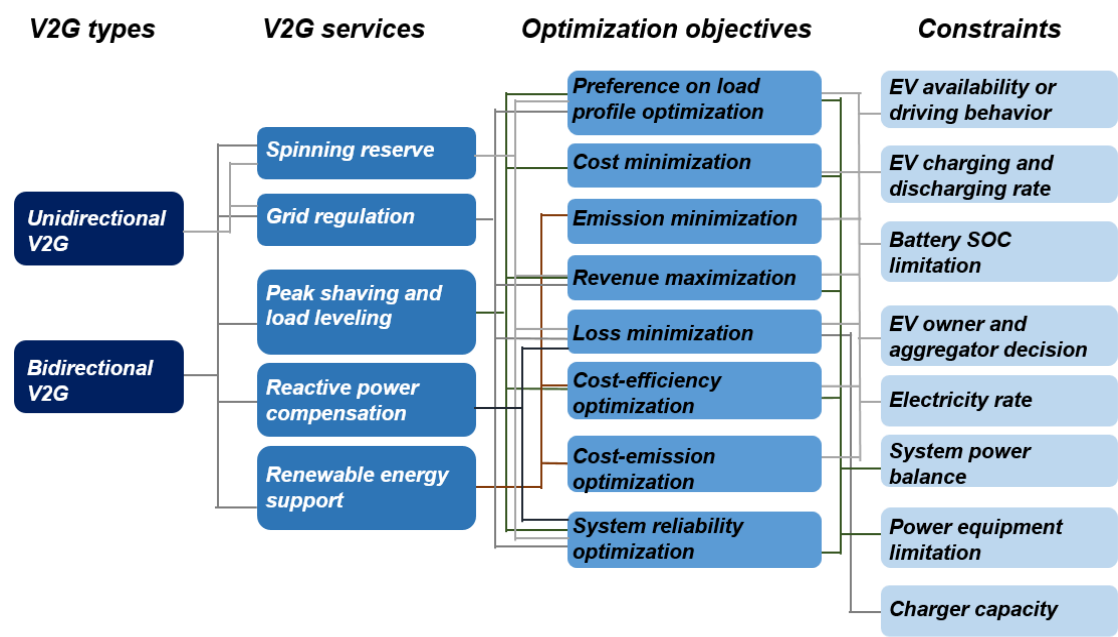 V2G types
V2G services
Optimization objectives
Constraints
Unidirectional
V2G
Bidirectional
V2G
Spinning reserve
Grid regulation
Peak shaving and
load leveling
Reactive power
compensation
Renewable energy
support
Preference on load
profile optimization
Cost minimization
Emission minimization
Revenue maximization
Loss minimization
Cost-efficiency
optimization
Cost-emission
optimization
System reliability
optimization
EV availability or
driving behavior
EV charging and
discharging rate
Battery SOC
limitation
EV owner and
aggregator decision
Electricity rate
System power
balance
Power equipment
limitation
Charger capacity